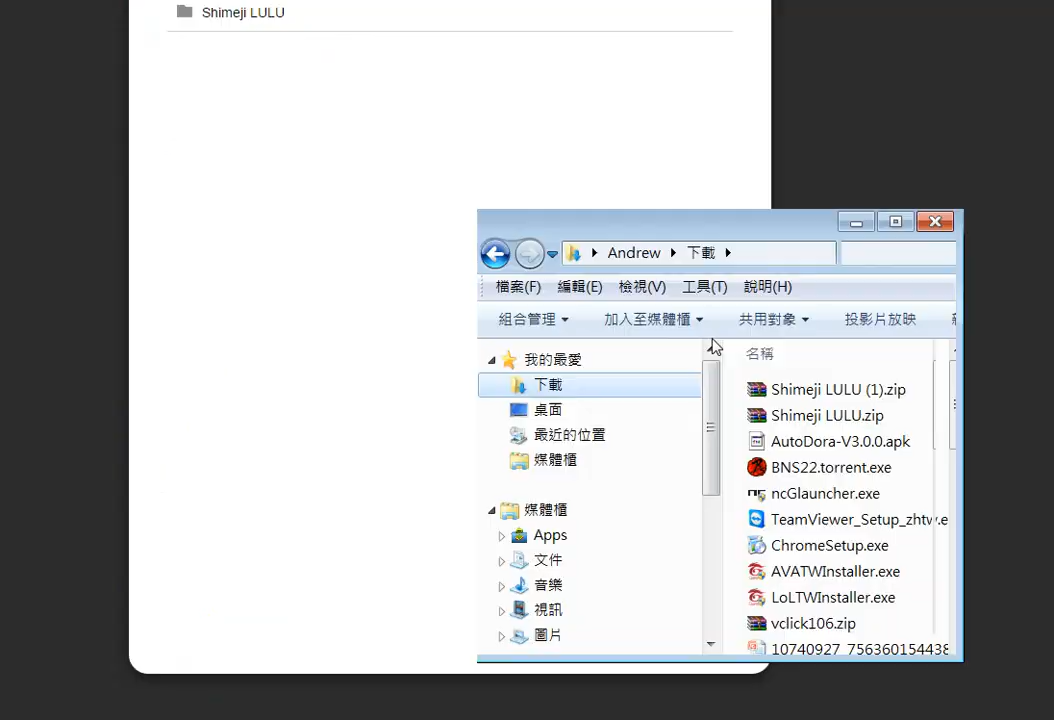 Shimeji LULU
Andrew 下載
檔案(F) 編輯(E) 檢視(V) 工具(T) 說明(H)
組合管理 加入至媒體櫃 共用對象 投影片放映
我的最愛
下載
桌面
最近的位置
媒體櫃
媒體櫃
Apps
文件
音樂
視訊
圖片
名稱
Shimeji LULU (1).zip
Shimeji LULU.zip
AutoDora-V3.0.0.apk
BNS22.torrent.exe
ncGlauncher.exe
TeamViewer_Setup_zhtw.e
ChromeSetup.exe
AVATWInstaller.exe
LoLTWInstaller.exe
vclick106.zip
10740927_756360154438